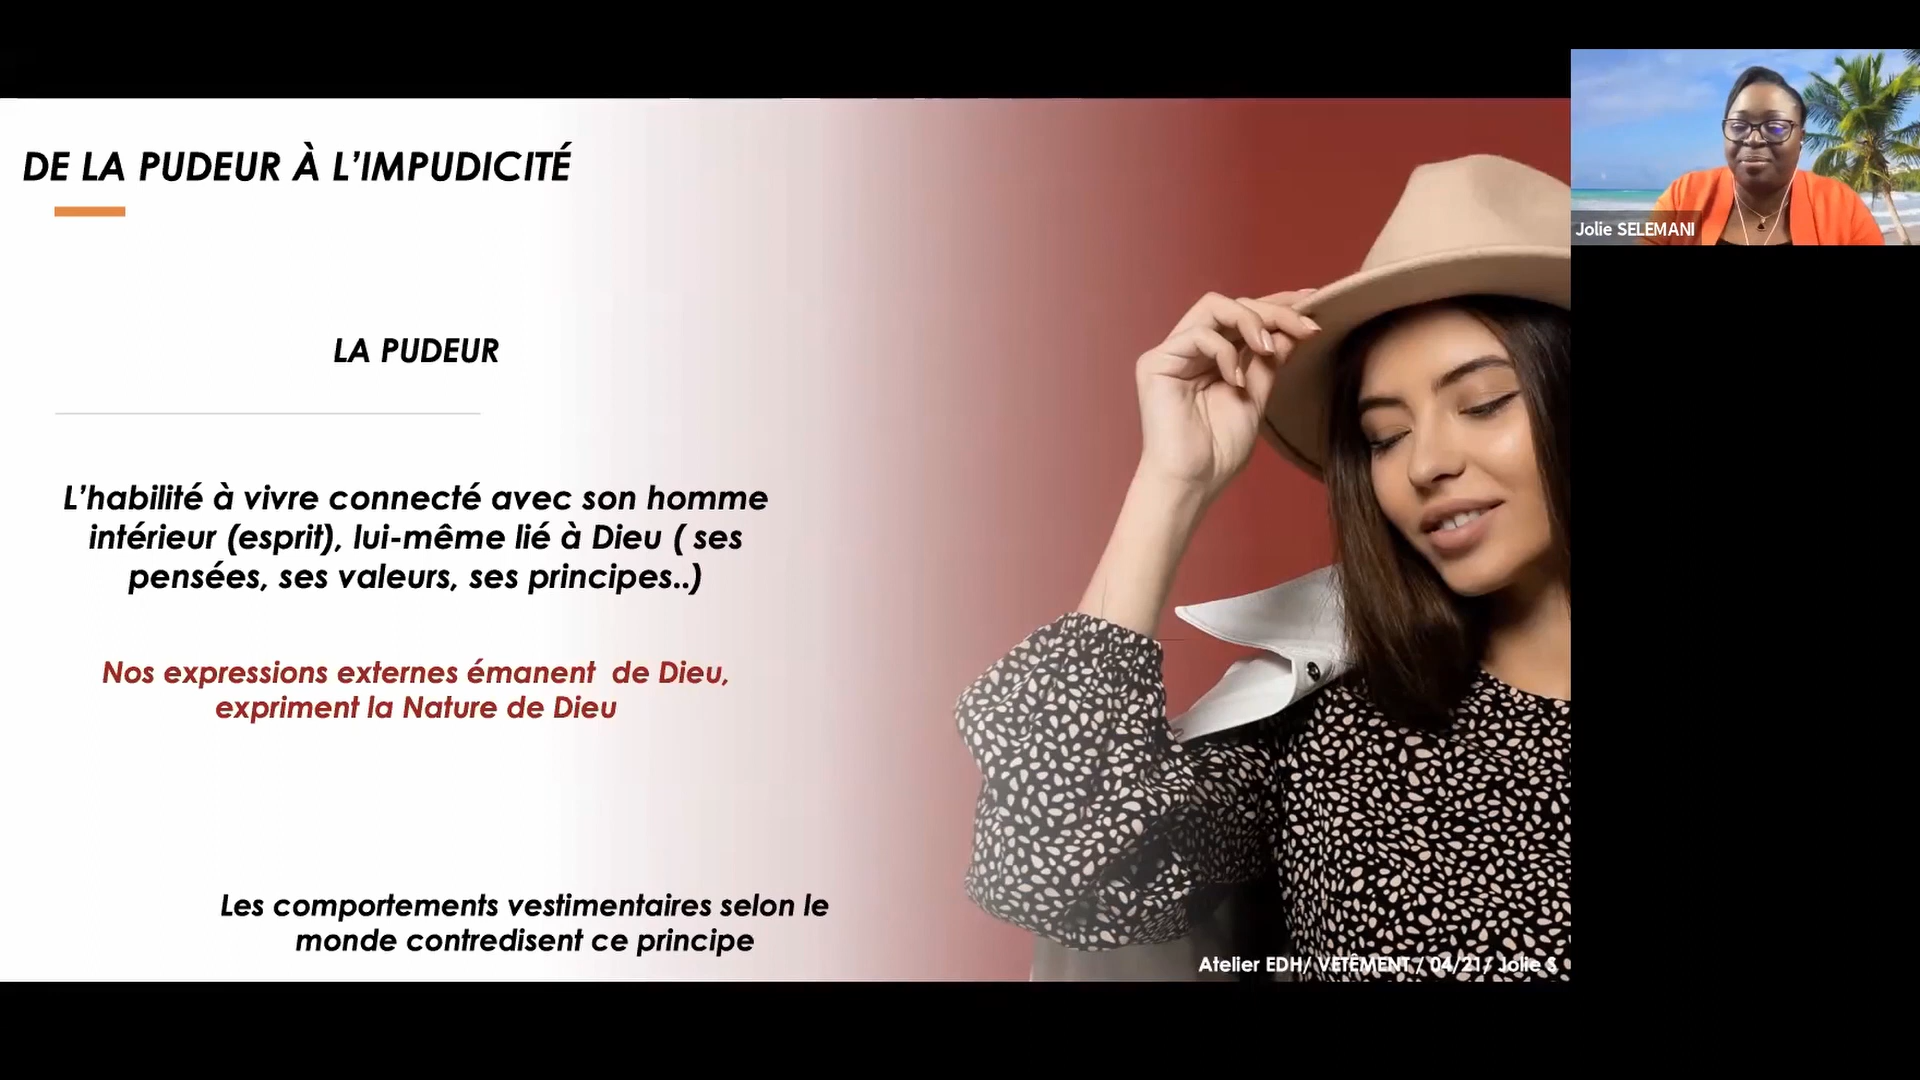 DE LA PUDEUR À L'IMPUDICITÉ
Jolie SELEMANI
LA PUDEUR
L'habilité à vivre connecté avec son homme
intérieur (esprit), lui-même lié à Dieu ( ses
pensées, ses valeurs, ses principes..)
Nos expressions externes émanent  de Dieu,
expriment la Nature de Dieu
Les comportements vestimentaires selon le
monde contredisent ce principe
Atelier EDH/ VETÊMENT / 04/21/ Jolie S